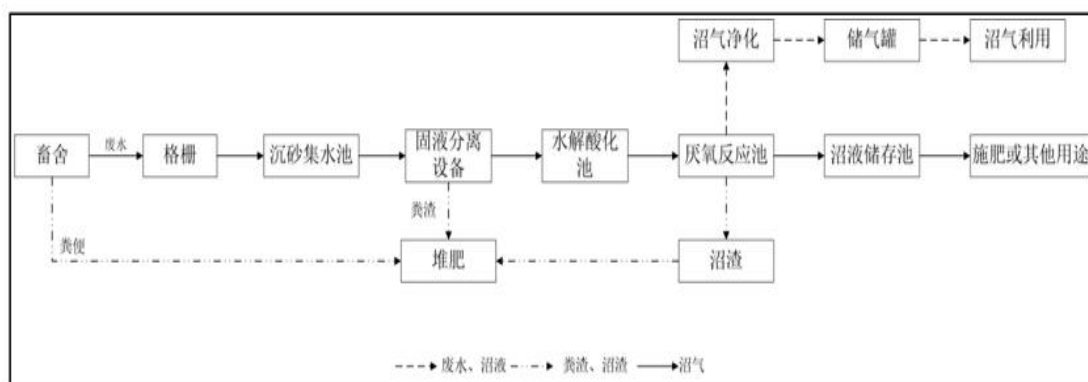 沼气净化
储气罐
沼气利用
畜舍
废水
格栅
沉砂集水池
固液分离
设备
水解酸化
池
厌氧反应池
沼液储存池
施肥或其他用途
粪渣
粪便
堆肥
沼渣
废水、沼液
粪渣、沼渣
沼气